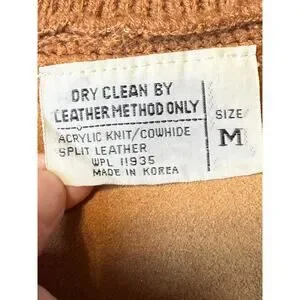 DRY CLEAN BY
LEATHER METHOD ONLY
ACRYLIC KNIT/COWHIDE
SPLIT LEATHER
WPL 11935
MADE IN KOREA
SIZE
M